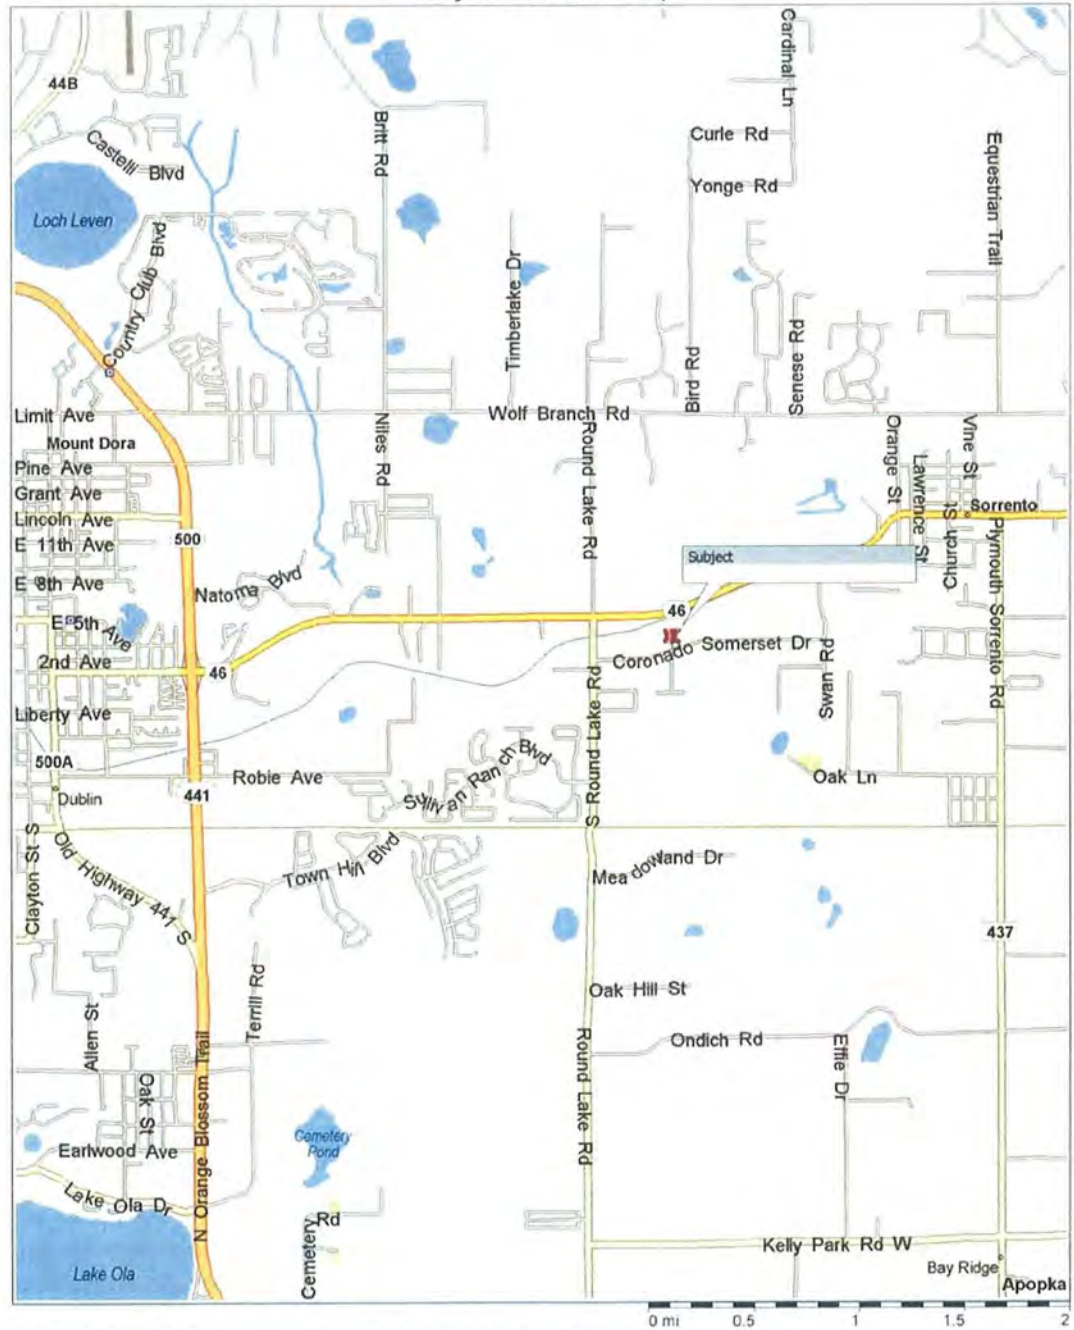 44B
Cardinal Ln
Castelli Blvd
Britt Rd
Curle Rd
Equestrian Trail
Yonge Rd
Loch Leven
Country Club Blvd
Timberlake Dr
Bird Rd
Senese Rd
Limit Ave
Wolf Branch Rd
Mount Dora
Niles Rd
Round Lake Rd
Orange St
Vine St
Pine Ave
Lawrence St
Grant Ave
Sorrento
Lincoln Ave
Church St
E 11th Ave
500
Plymouth Sorrento Rd
Subject
E 8th Ave
Natoma Blvd
46
E 5th Ave
Coronado Somerset Dr
Swan Rd
2nd Ave
46
S Round Lake Rd
Liberty Ave
500A
Robie Ave
Sullivan Ranch Blvd
Oak Ln
Dublin
441
Clayton St S
Old Highway 441 S
Town Hill Blvd
Meadowland Dr
437
Terrill Rd
Oak Hill St
Allen St
Ondich Rd
Effie Dr
Round Lake Rd
Oak St
N Orange Blossom Trail
Cemetery
Pond
Earlwood Ave
Lake Ola Dr
Cemetery Rd
Kelly Park Rd W
Lake Ola
Bay Ridge
Apopka
0 mi 0.5 1 1.5 2